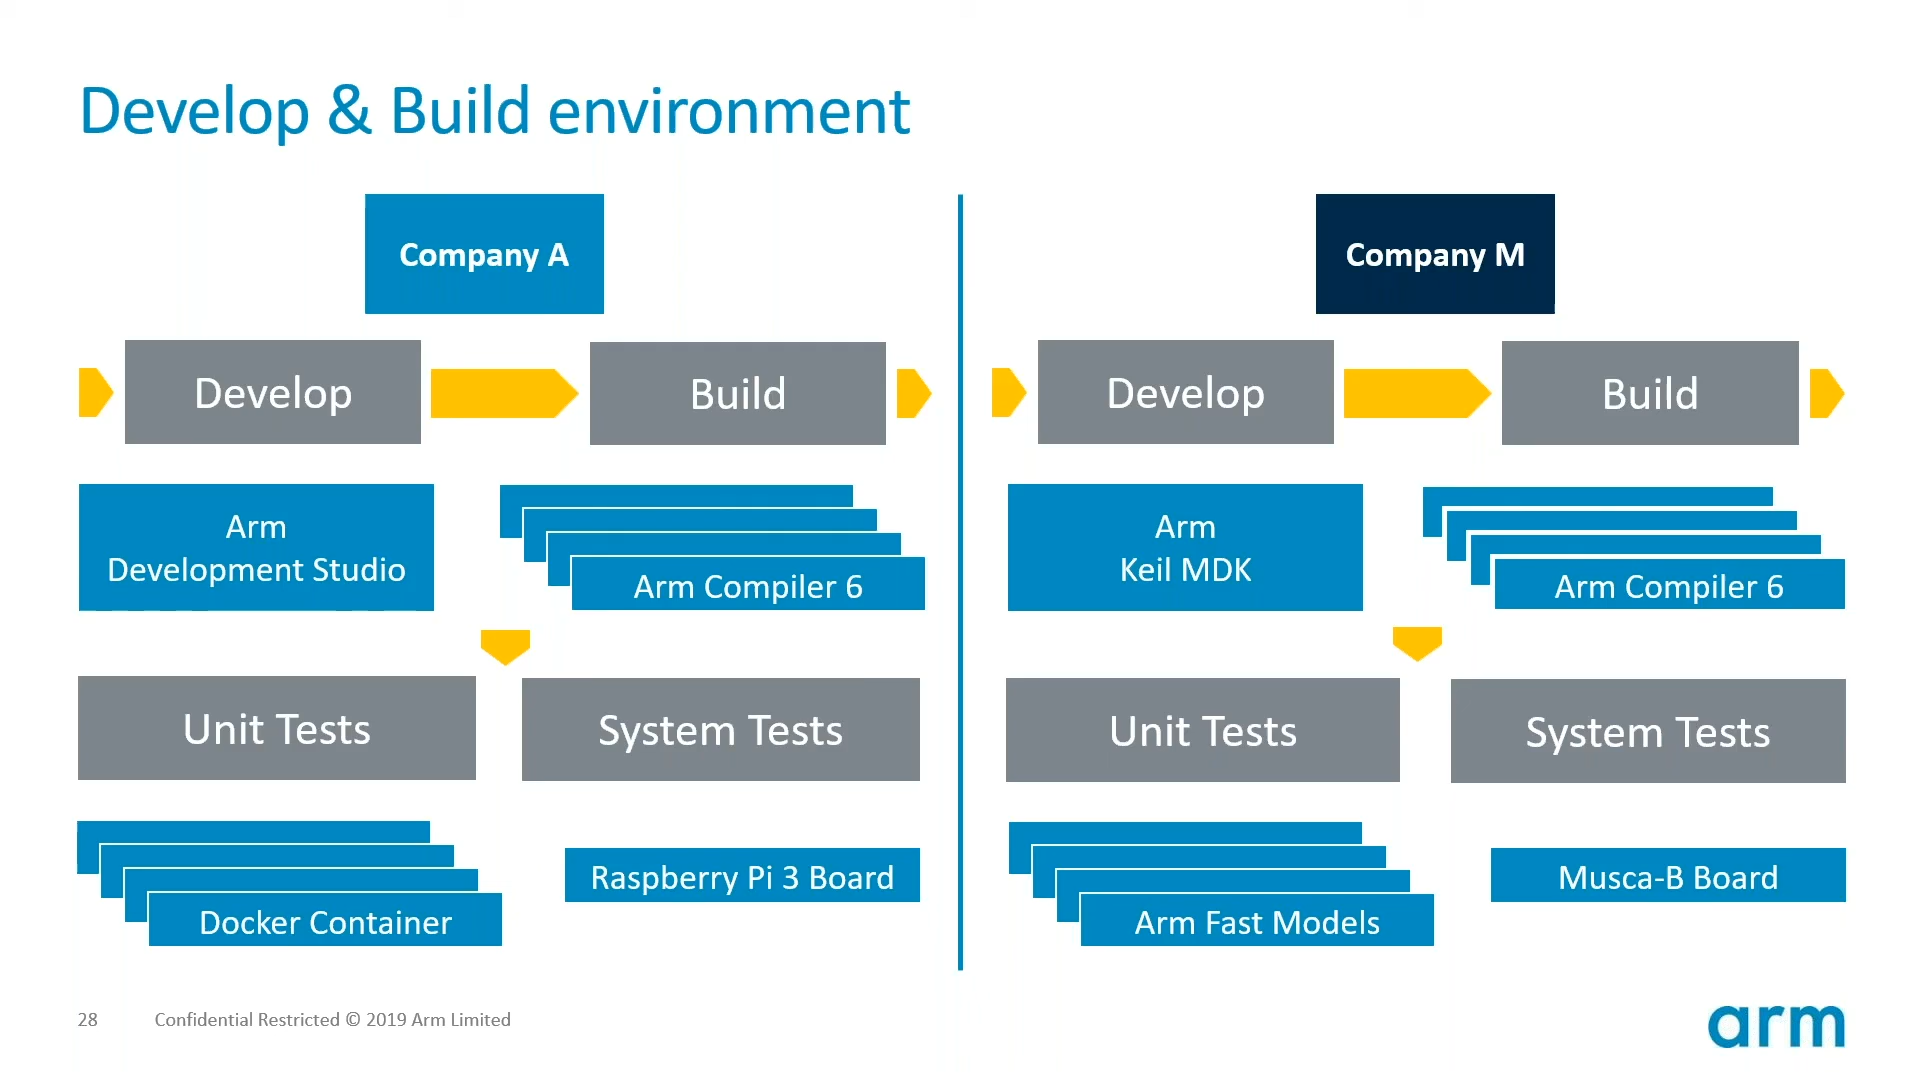 Develop & Build environment
Company A
Develop
Build
Arm
Development Studio
Arm Compiler 6
Unit Tests
System Tests
Docker Container
Raspberry Pi 3 Board
Company M
Develop
Build
Arm
Keil MDK
Arm Compiler 6
Unit Tests
System Tests
Arm Fast Models
Musca-B Board
28
Confidential Restricted © 2019 Arm Limited
arm